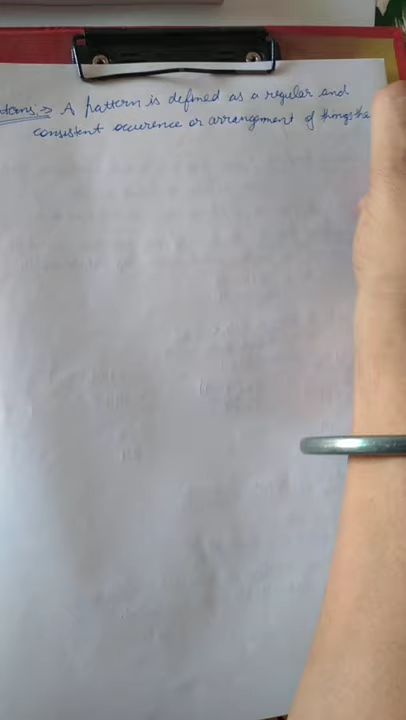 A pattern is defined as a regular and
consistent occurence or arrangement of things